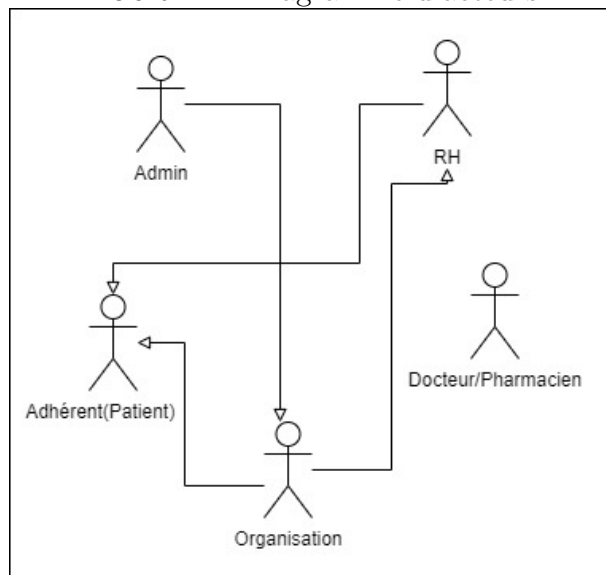 RH
Admin
Docteur/Pharmacien
Adhérent(Patient)
Organisation